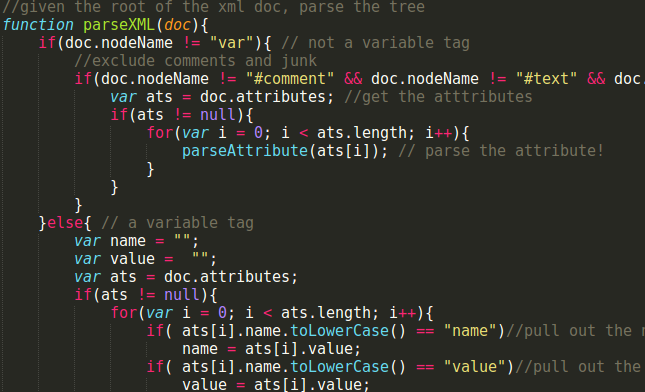 //given the root of the xml doc, parse the tree
function parseXML(doc){
if(doc.nodeName != "var"){ // not a variable tag
//exclude comments and junk
if(doc.nodeName != "#comment" && doc.nodeName != "#text" && doc.
var ats = doc.attributes; //get the atttributes
if(ats != null){
for(var i = 0; i < ats.length; i++){
parseAttribute(ats[i]); // parse the attribute!
}
}
}
}else{ // a variable tag
var name = "";
var value =  "";
var ats = doc.attributes;
if(ats != null){
for(var i = 0; i < ats.length; i++){
if( ats[i].name.toLowerCase() == "name")//pull out the
name = ats[i].value;
if( ats[i].name.toLowerCase() == "value")//pull out the
value = ats[i].value;